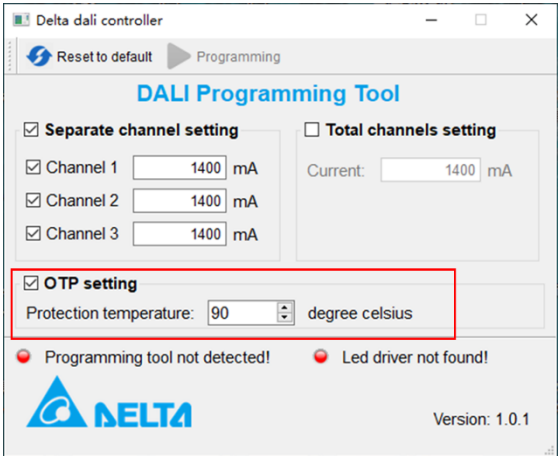 Delta dali controller
Reset to default Programming
DALI Programming Tool
Separate channel setting
Channel 1 1400 mA
Channel 2 1400 mA
Channel 3 1400 mA
Total channels setting
Current: 1400 mA
OTP setting
Protection temperature: 90 degree celsius
Programming tool not detected! Led driver not found!
DELTA
Version: 1.0.1